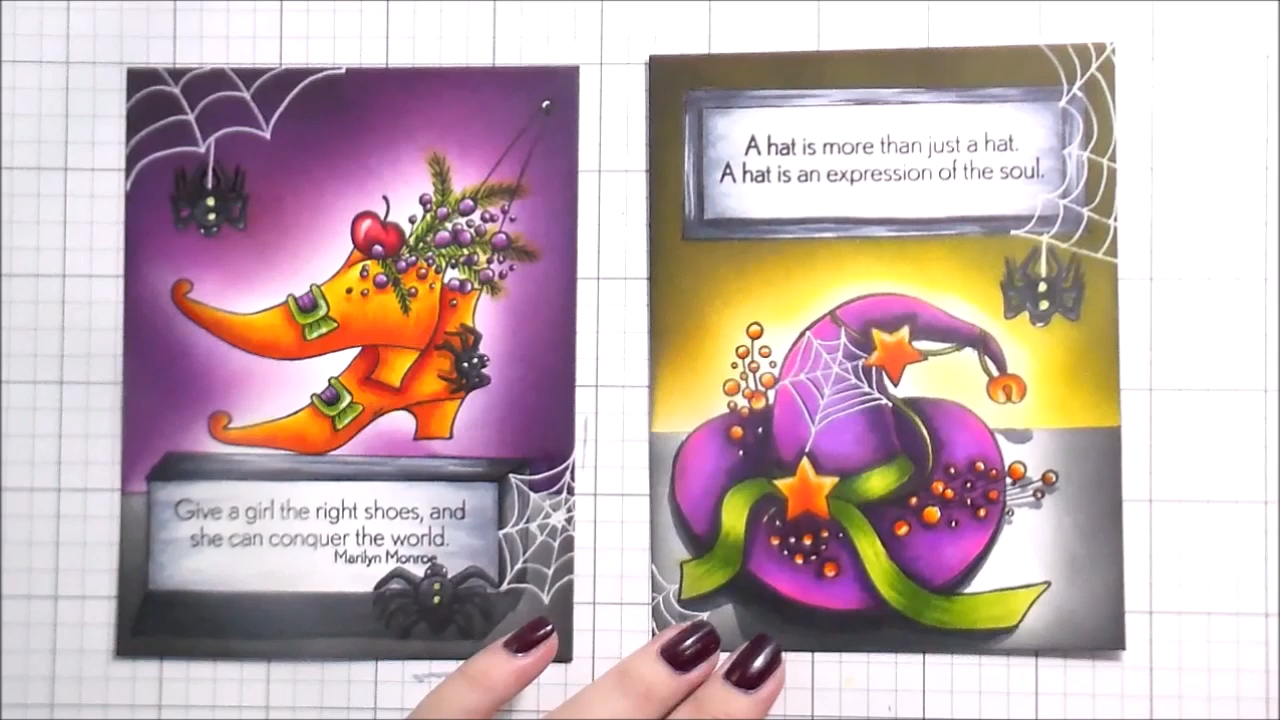 Give a girl the right shoes, and
she can conquer the world.
Marilyn Monroe
A hat is more than just a hat.
A hat is an expression of the soul.